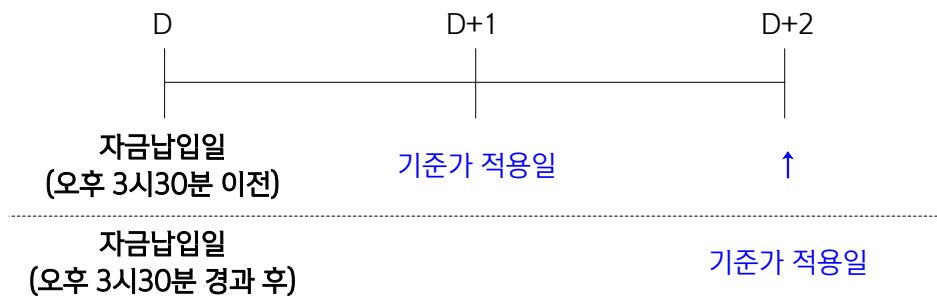 D D+1 D+2
자금납입일
(오후 3시30분 이전)
기준가 적용일
↑
자금납입일
(오후 3시30분 경과 후)
기준가 적용일